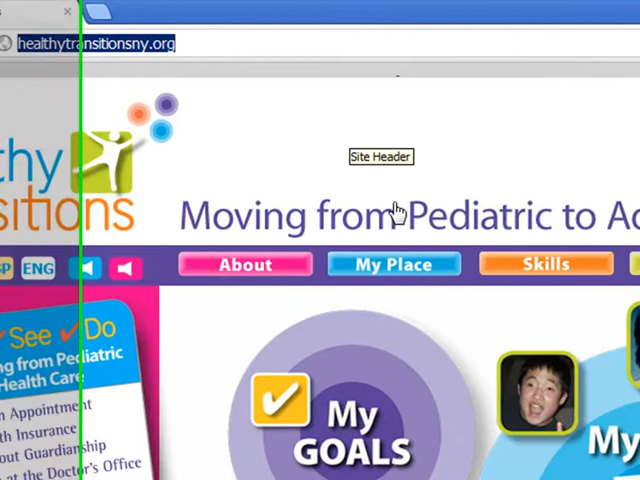 healthytransitionsny.org
Site Header
thy
sitions
Moving from Pediatric to Ad
SP ENG
About My Place Skills
See Do
ng from Pediatric
Health Care
n Appointment
th Insurance
out Guardianship
at the Doctor's Office
My
GOALS
My